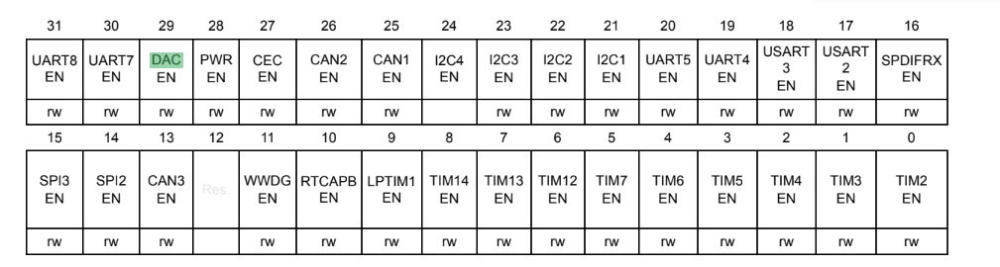 31 30 29 28 27 26 25 24 23 22 21 20 19 18 17 16
UART8 EN UART7 EN DAC EN PWR EN CEC EN CAN2 EN CAN1 EN I2C4 EN I2C3 EN I2C2 EN I2C1 EN UART5 EN UART4 EN USART 3 EN USART 2 EN SPDIFRX EN
rw rw rw rw rw rw rw rw rw rw rw rw rw rw rw
15 14 13 12 11 10 9 8 7 6 5 4 3 2 1 0
SPI3 EN SPI2 EN CAN3 EN Res. WWDG EN RTCAPB EN LPTIM1 EN TIM14 EN TIM13 EN TIM12 EN TIM7 EN TIM6 EN TIM5 EN TIM4 EN TIM3 EN TIM2 EN
rw rw rw rw rw rw rw rw rw rw rw rw rw rw rw